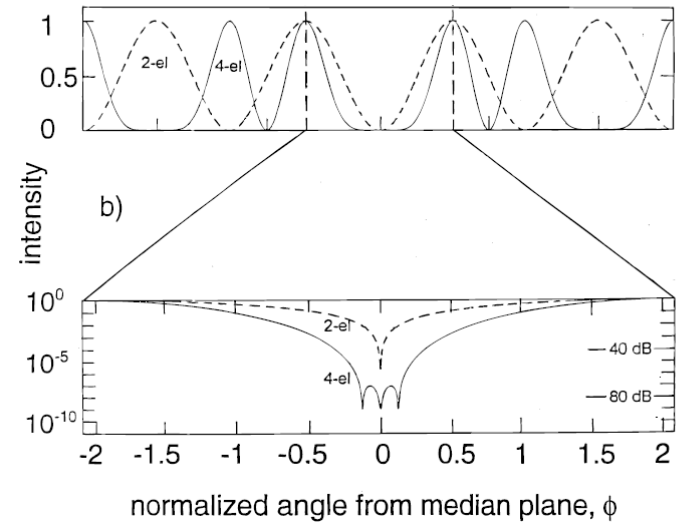 1
2-el
4-el
0.5
0
intensity
b)
10⁰
2-el
40 dB
10⁻⁵
4-el
80 dB
10⁻¹⁰
-2 -1.5 -1 -0.5 0 0.5 1 1.5 2
normalized angle from median plane, ϕ